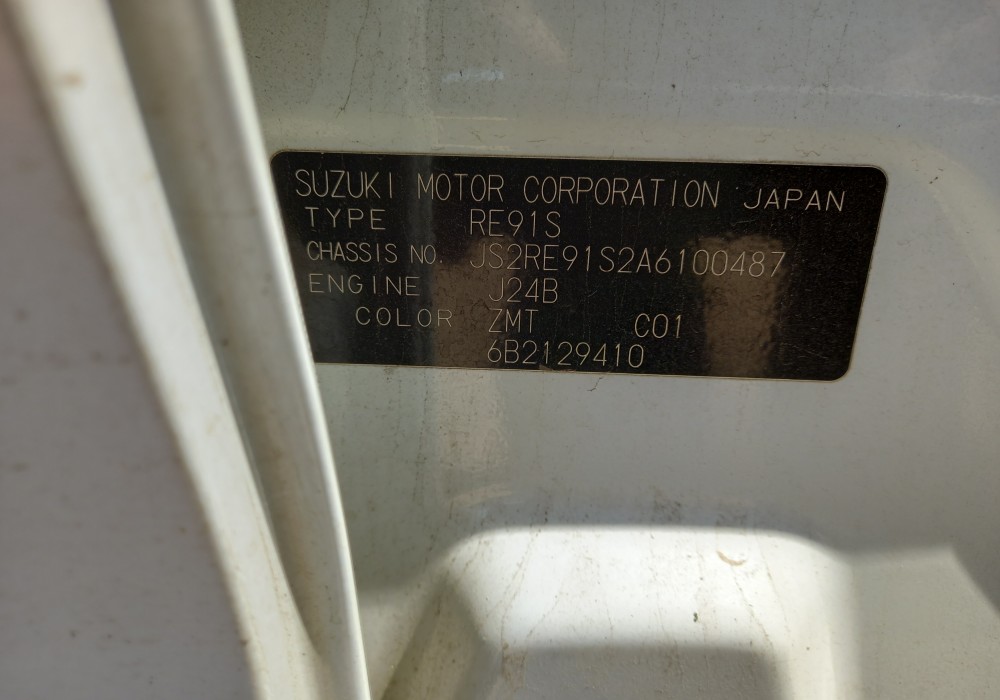 SUZUKI MOTOR CORPORATION JAPAN
TYPE RE91S
CHASSIS NO. JS2RE91S2A6100487
ENGINE J24B
COLOR ZMT C01
6B2129410